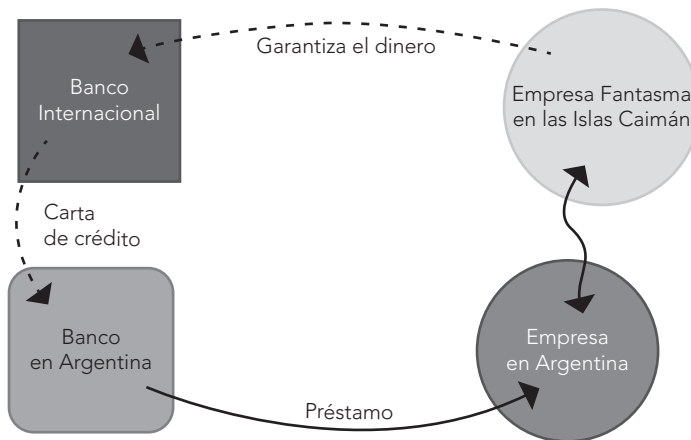 Garantiza el dinero
Banco
Internacional
Empresa Fantasma
en las Islas Caimán
Carta
de crédito
Banco
en Argentina
Empresa
en Argentina
Préstamo